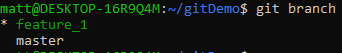 matt@DESKTOP-16R9Q4M:~/gitDemo$ git branch
* feature_1
  master